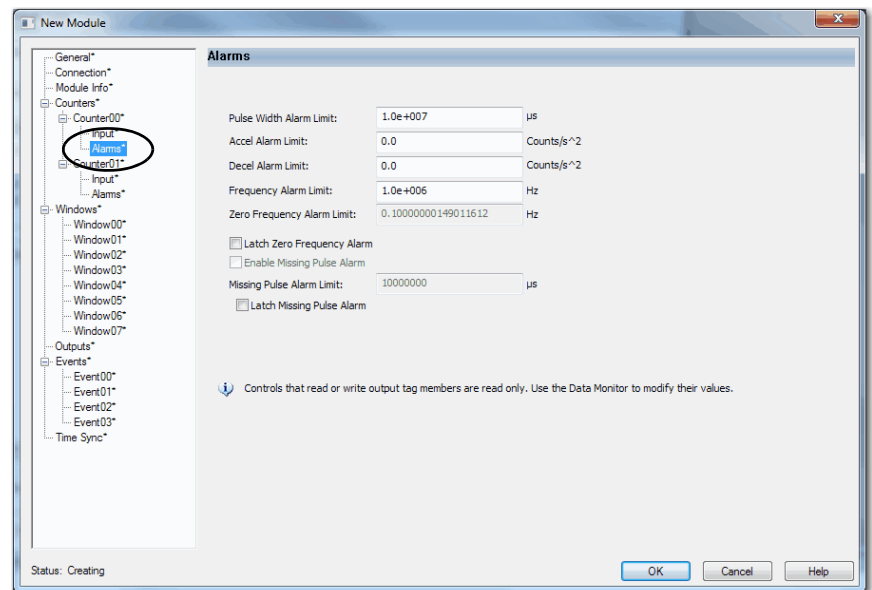 New Module
General*
Connection*
Module Info*
Counters*
Counter00*
Input*
Alarms*
Counter01*
Input*
Alarms*
Windows*
Window00*
Window01*
Window02*
Window03*
Window04*
Window05*
Window06*
Window07*
Outputs*
Events*
Event00*
Event01*
Event02*
Event03*
Time Sync*
Alarms
Pulse Width Alarm Limit: 1.0e+007 µs
Accel Alarm Limit: 0.0 Counts/s^2
Decel Alarm Limit: 0.0 Counts/s^2
Frequency Alarm Limit: 1.0e+006 Hz
Zero Frequency Alarm Limit: 0.1000000149011612 Hz
Latch Zero Frequency Alarm
Enable Missing Pulse Alarm
Missing Pulse Alarm Limit: 10000000 µs
Latch Missing Pulse Alarm
Controls that read or write output tag members are read only. Use the Data Monitor to modify their values.
Status: Creating
OK Cancel Help